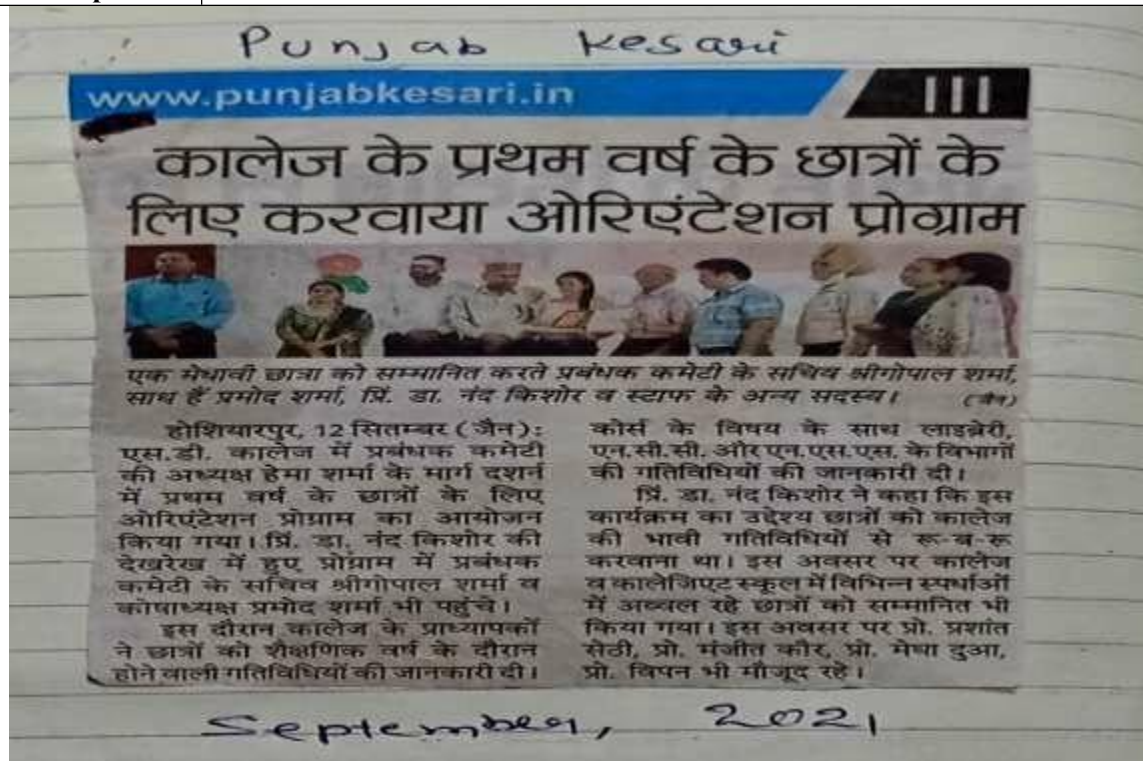 Punjab Kesari
www.punjabkesari.in
III
कालेज के प्रथम वर्ष के छात्रों के
लिए करवाया ओरिएंटेशन प्रोग्राम
एक मेधावी छात्रा को सम्मानित करते प्रबंधक कमेटी के सचिव श्रीगोपाल शर्मा,
साथ हैं प्रमोद शर्मा, प्रिं. डा. नंद किशोर व स्टाफ के अन्य सदस्य। (जैन)
होशियारपुर, 12 सितम्बर (जैन):
एस.डी. कालेज में प्रबंधक कमेटी
की अध्यक्ष हेमा शर्मा के मार्ग दशर्न
में प्रथम वर्ष के छात्रों के लिए
ओरिएंटेशन प्रोग्राम का आयोजन
किया गया। प्रिं. डा. नंद किशोर की
देखरेख में हुए प्रोग्राम में प्रबंधक
कमेटी के सचिव श्रीगोपाल शर्मा व
कोषाध्यक्ष प्रमोद शर्मा भी पहुंचे।
इस दौरान कालेज के प्राध्यापकों
ने छात्रों को शैक्षणिक वर्ष के दौरान
होने वाली गतिविधियों की जानकारी दी।
कोर्स के विषय के साथ लाइब्रेरी,
एन.सी.सी. और एन.एस.एस. के विभागों
की गतिविधियों की जानकारी दी।
प्रिं. डा. नंद किशोर ने कहा कि इस
कार्यक्रम का उद्देश्य छात्रों को कालेज
की भावी गतिविधियों से रू-ब-रू
करवाना था। इस अवसर पर कालेज
व कालेजिएट स्कूल में विभिन्न स्पर्धाओं
में अव्वल रहे छात्रों को सम्मानित भी
किया गया। इस अवसर पर प्रो. प्रशांत
सेठी, प्रो. मंजीत कौर, प्रो. मेघा दुआ,
प्रो. विपन भी मौजूद रहे।
September, 2021